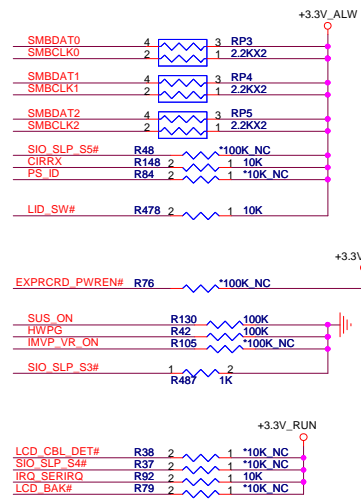 +3.3V_ALW
SMBDAT0 4 3 RP3
SMBCLK0 2 1 2.2KX2
SMBDAT1 4 3 RP4
SMBCLK1 2 1 2.2KX2
SMBDAT2 4 3 RP5
SMBCLK2 2 1 2.2KX2
SIO_SLP_S5# R48 *100K_NC
CIRRX R148 2 1 10K
PS_ID R84 2 1 *10K_NC
LID_SW# R478 2 1 10K
+3.3V
EXPRCRD_PWREN# R76 *100K_NC
SUS_ON R130 100K
HWPG R42 100K
IMVP_VR_ON R105 *100K_NC
SIO_SLP_S3# 1 2
R487 1K
+3.3V_RUN
LCD_CBL_DET# R38 2 1 *10K_NC
SIO_SLP_S4# R37 2 1 *10K_NC
IRQ_SERIRQ R92 2 1 10K
LCD_BAK# R79 2 1 *10K_NC